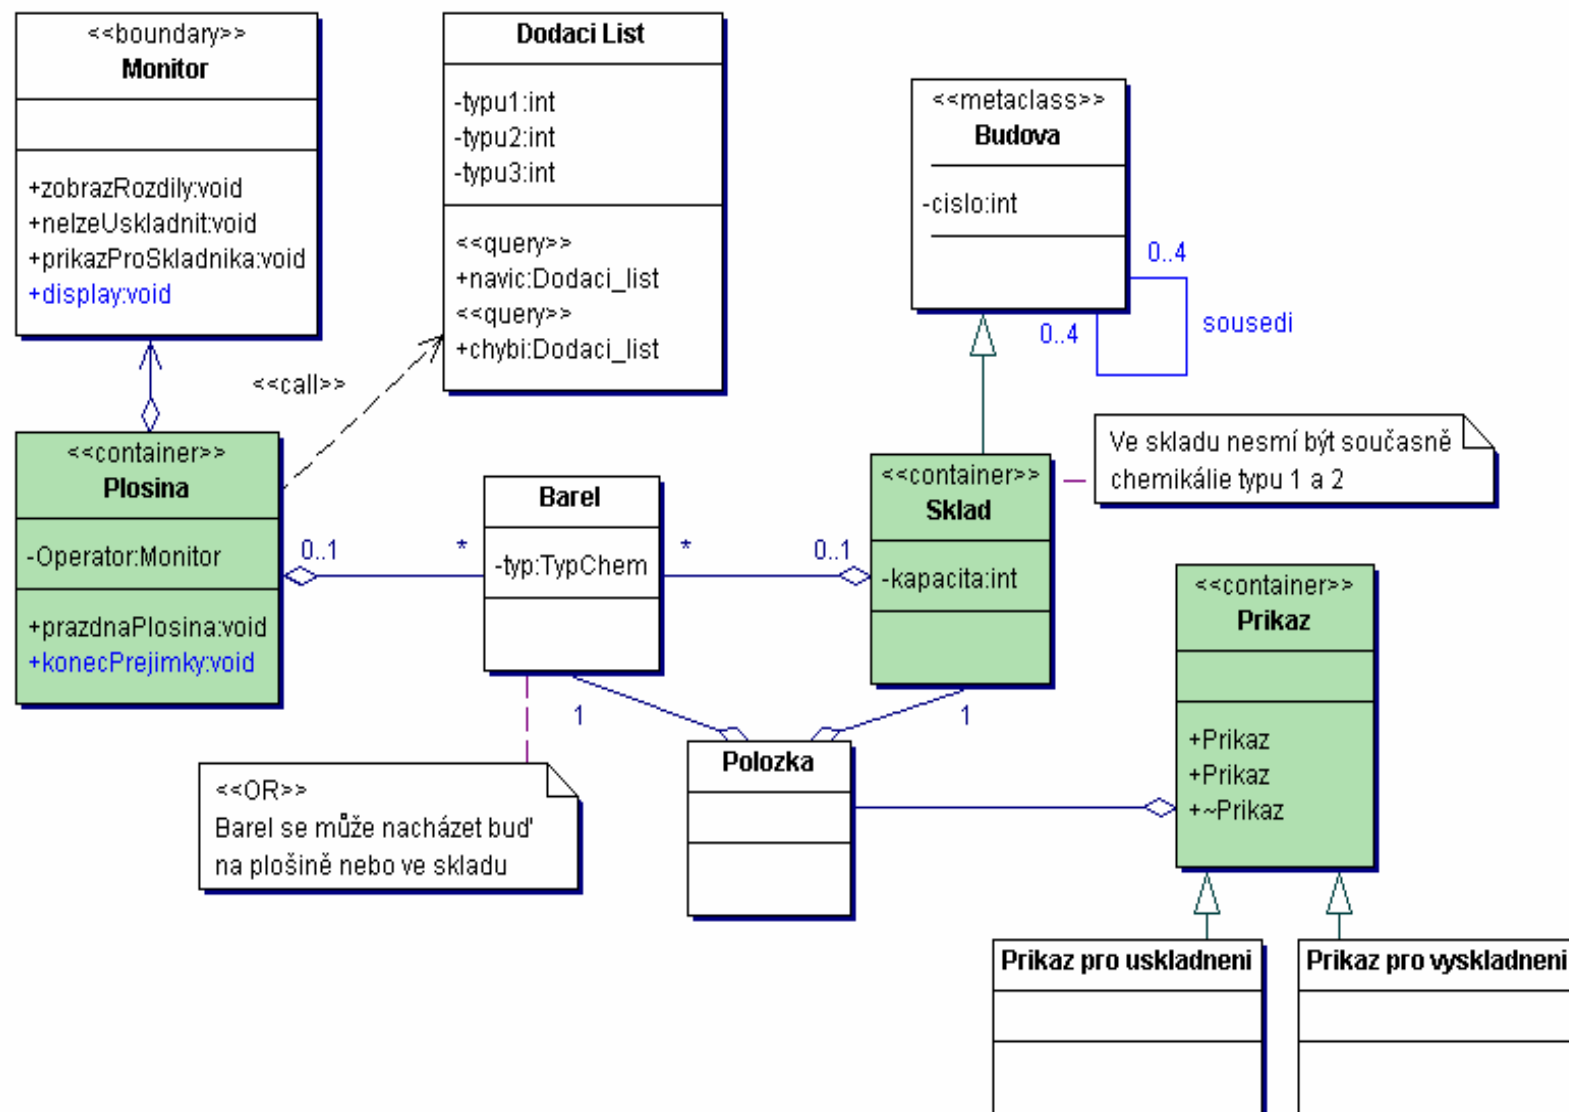 <<boundary>>
Monitor
+zobrazRozdily:void
+nelzeUskladnit:void
+prikazProSkladnika:void
+display:void
Dodaci List
-typu1:int
-typu2:int
-typu3:int
<<query>>
+navic:Dodaci_list
<<query>>
+chybi:Dodaci_list
<<metaclass>>
Budova
-cislo:int
0..4
0..4
sousedi
<<call>>
<<container>>
Plosina
-Operator:Monitor
+prazdnaPlosina:void
+konecPrejimky:void
0..1
*
Barel
-typ:TypChem
*
0..1
<<container>>
Sklad
-kapacita:int
Ve skladu nesmí být současně
chemikálie typu 1 a 2
<<container>>
Prikaz
+Prikaz
+Prikaz
+~Prikaz
1
1
<<OR>>
Barel se může nacházet buď
na plošině nebo ve skladu
Polozka
Prikaz pro uskladneni
Prikaz pro vyskladneni